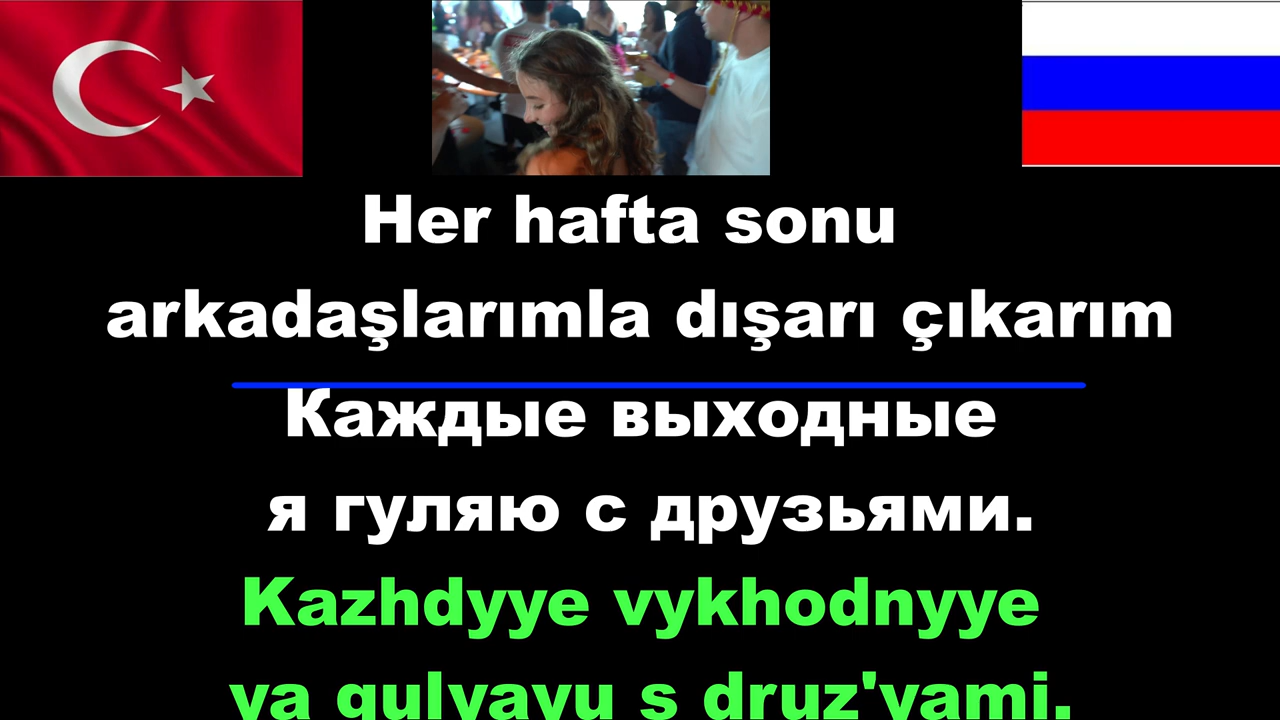 Her hafta sonu
arkadaşlarımla dışarı çıkarım
Каждые выходные
я гуляю с друзьями.
Kazhdyye vykhodnyye
ya gulyayu s druz'yami.